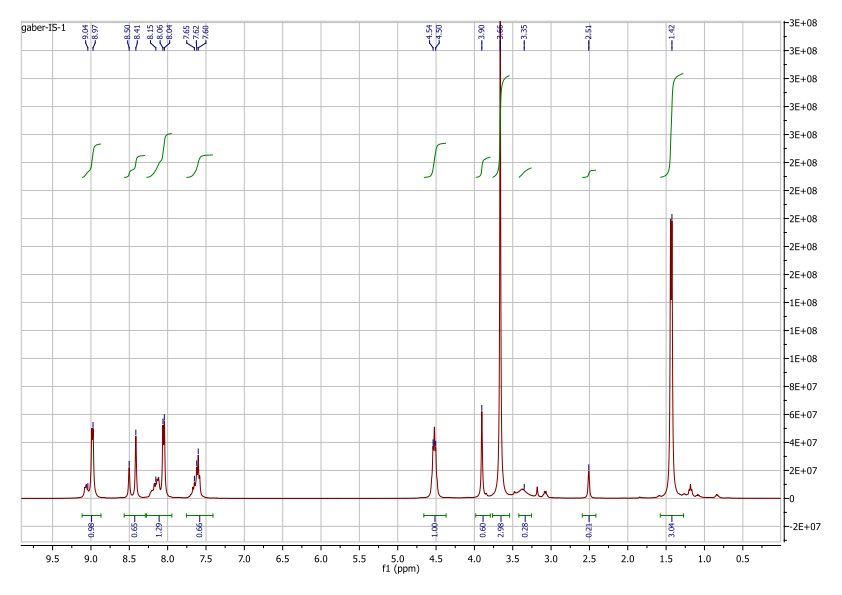 gaber-IS-1
9.04
8.97
8.50
8.41
8.15
8.06
8.04
7.65
7.62
7.60
4.54
4.50
3.90
3.66
3.35
2.51
1.42
3E+08
3E+08
3E+08
3E+08
3E+08
2E+08
2E+08
2E+08
2E+08
2E+08
1E+08
1E+08
1E+08
8E+07
6E+07
4E+07
2E+07
0
-2E+07
0.98
0.65
1.29
0.66
1.00
0.60
2.98
0.28
0.21
3.04
9.5 9.0 8.5 8.0 7.5 7.0 6.5 6.0 5.5 5.0 4.5 4.0 3.5 3.0 2.5 2.0 1.5 1.0 0.5
f1 (ppm)